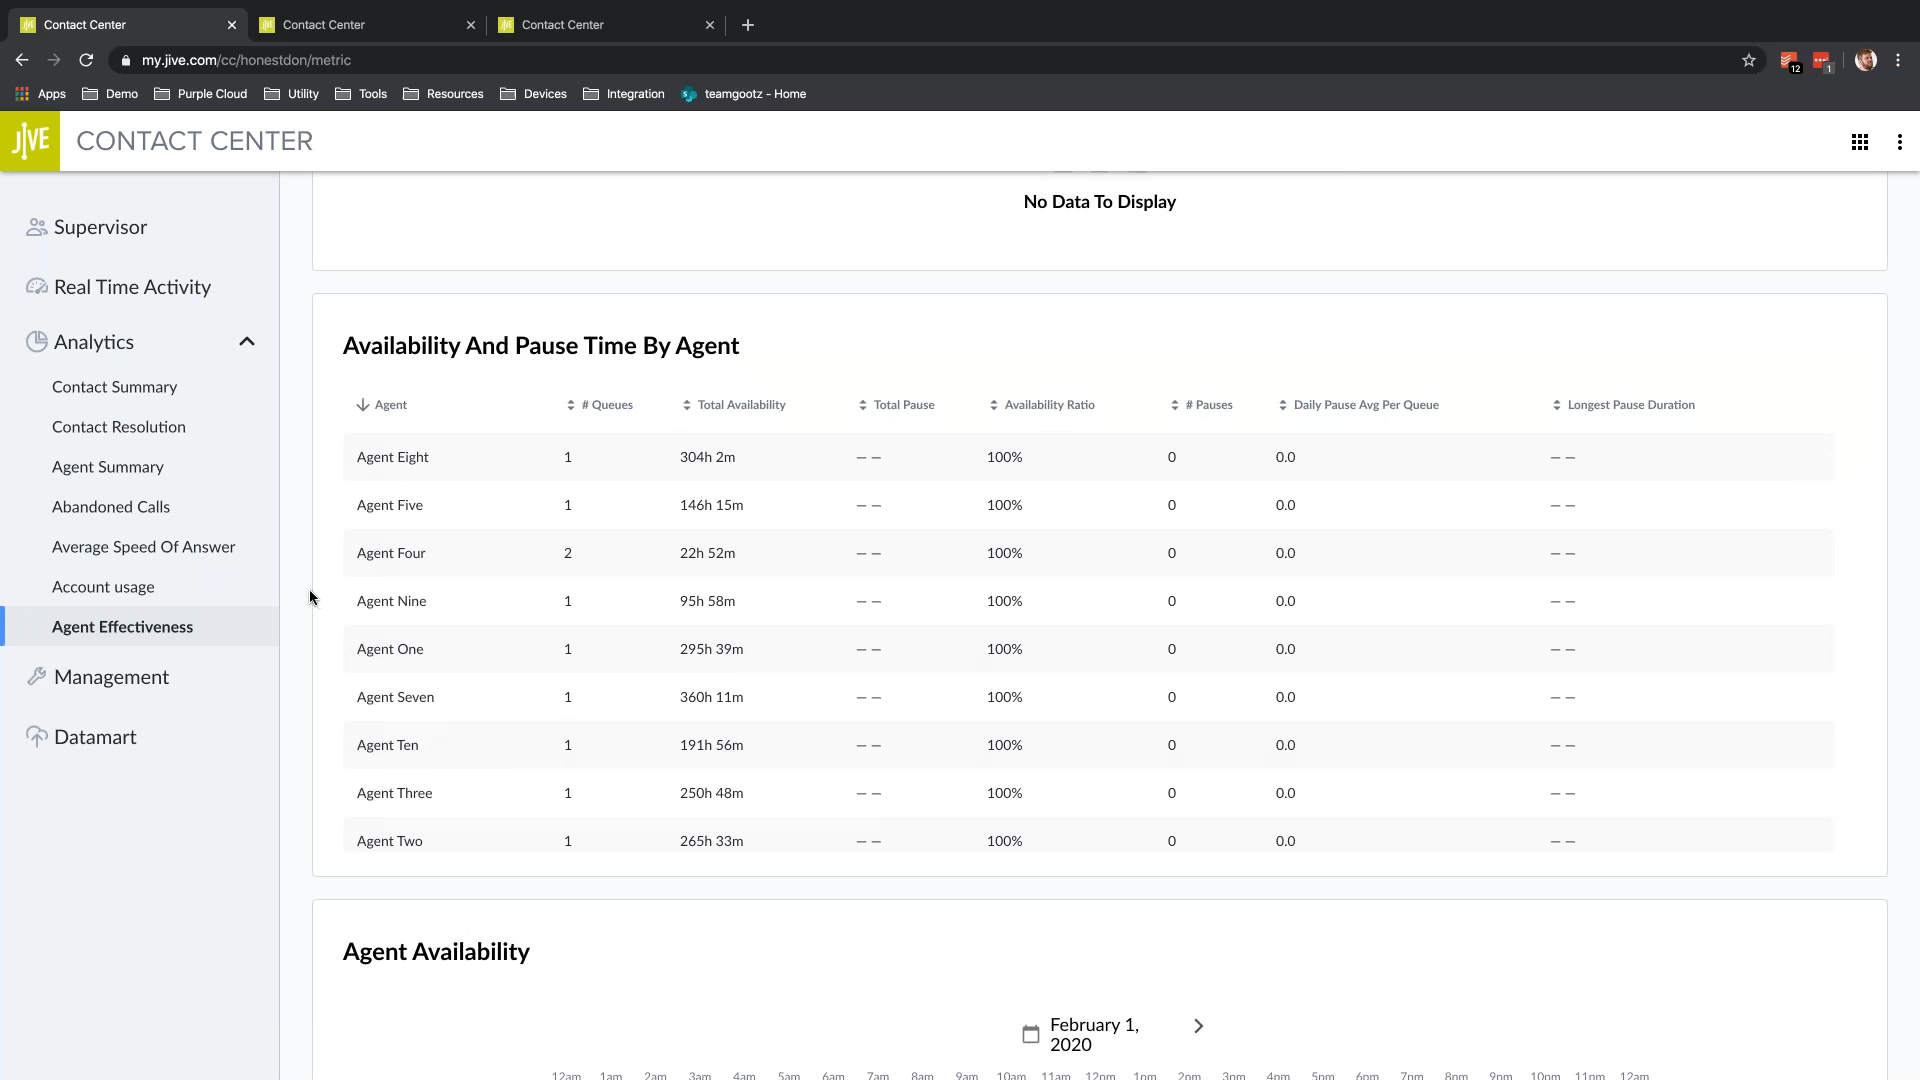 Contact Center
Contact Center
Contact Center
my.jive.com/cc/honestdon/metric
12
1
Apps Demo Purple Cloud Utility Tools Resources Devices Integration teamgootz - Home
JIVE CONTACT CENTER
Supervisor
Real Time Activity
Analytics
Contact Summary
Contact Resolution
Agent Summary
Abandoned Calls
Average Speed Of Answer
Account usage
Agent Effectiveness
Management
Datamart
No Data To Display
Availability And Pause Time By Agent
Agent # Queues Total Availability Total Pause Availability Ratio # Pauses Daily Pause Avg Per Queue Longest Pause Duration
Agent Eight 1 304h 2m — — 100% 0 0.0 — —
Agent Five 1 146h 15m — — 100% 0 0.0 — —
Agent Four 2 22h 52m — — 100% 0 0.0 — —
Agent Nine 1 95h 58m — — 100% 0 0.0 — —
Agent One 1 295h 39m — — 100% 0 0.0 — —
Agent Seven 1 360h 11m — — 100% 0 0.0 — —
Agent Ten 1 191h 56m — — 100% 0 0.0 — —
Agent Three 1 250h 48m — — 100% 0 0.0 — —
Agent Two 1 265h 33m — — 100% 0 0.0 — —
Agent Availability
February 1,
2020
12am 1am 2am 3am 4am 5am 6am 7am 8am 9am 10am 11am 12pm 1pm 2pm 3pm 4pm 5pm 6pm 7pm 8pm 9pm 10pm 11pm 12am